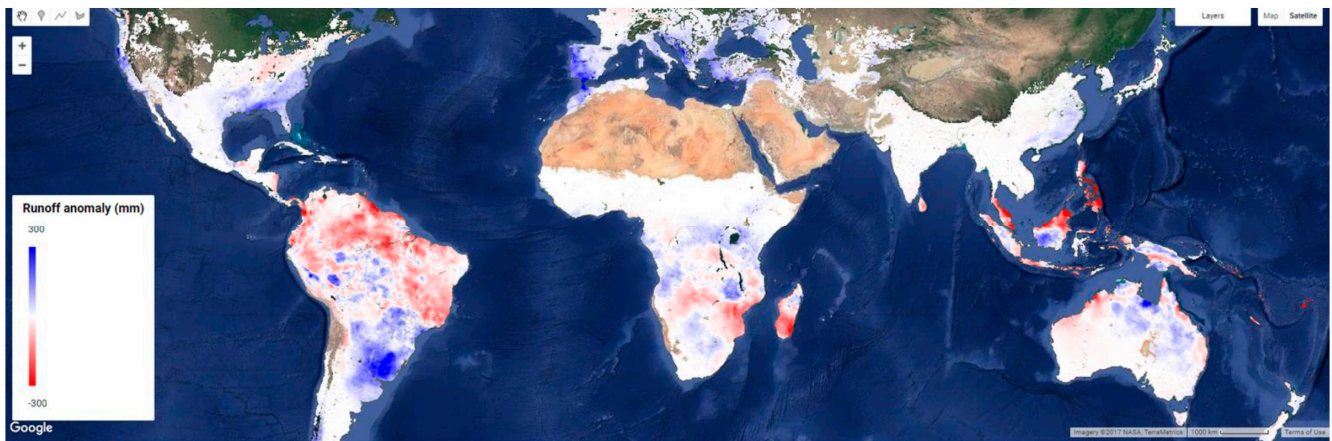 Layers
Map Satellite
+
−
Runoff anomaly (mm)
300
-300
Google
Imagery ©2017 NASA, TerraMetrics 1000 km Terms of Use